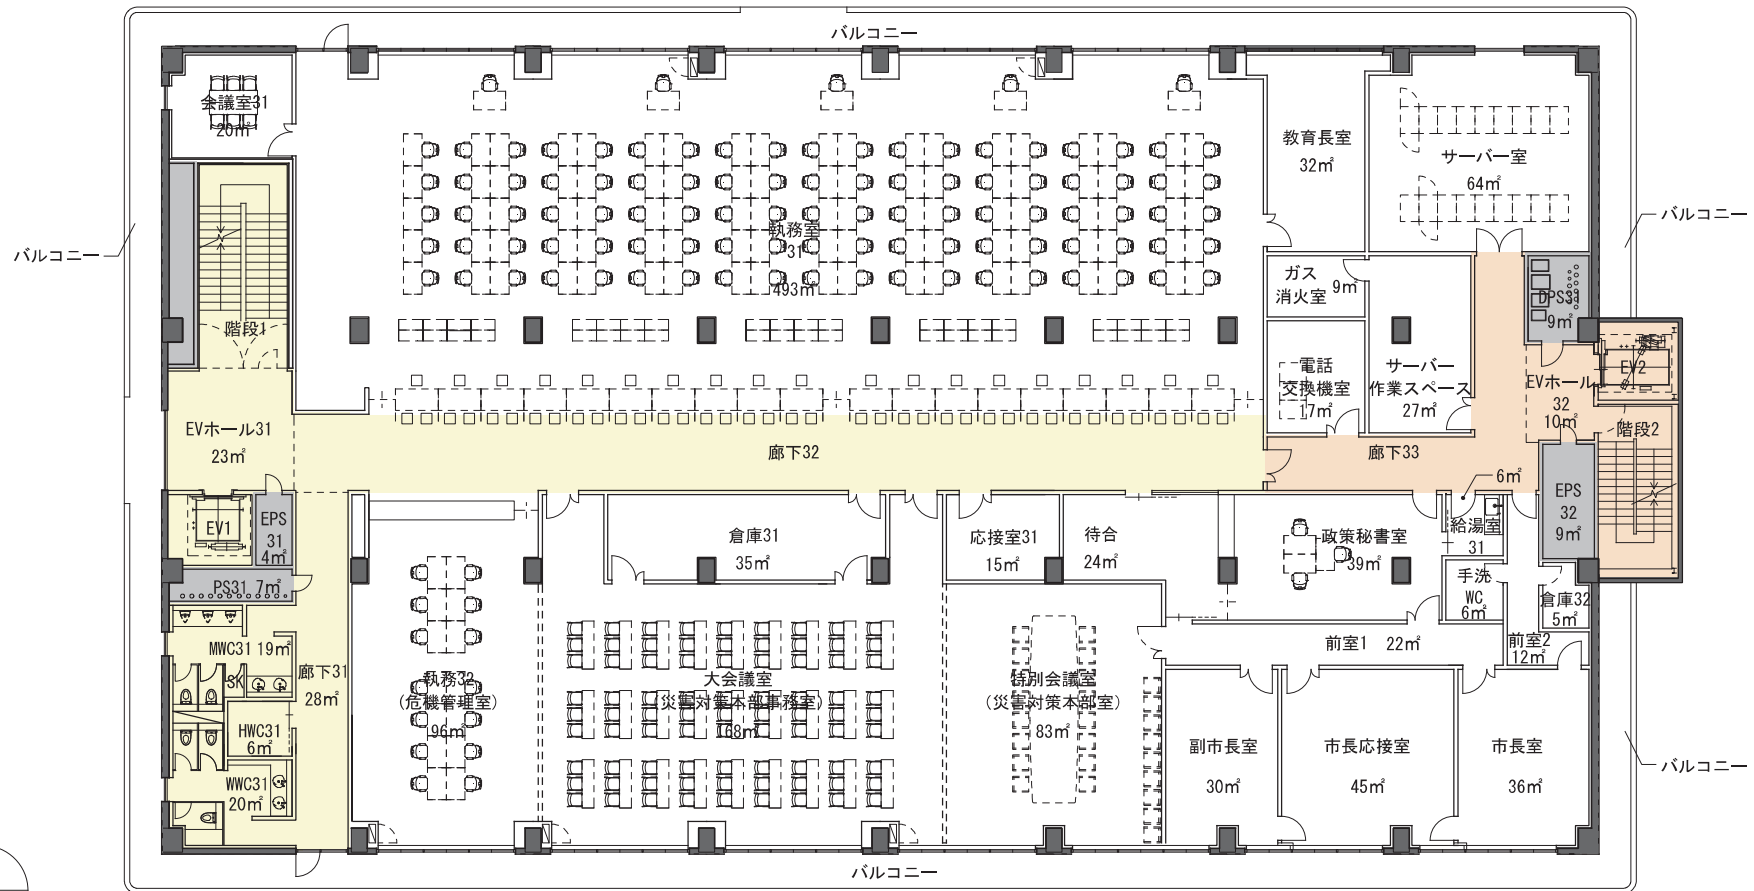 バルコニー
会議室31
20㎡
教育長室
32㎡
サーバー室
64㎡
バルコニー
バルコニー
執務室
31
493㎡
ガス
消火室
9㎡
DPS31
9㎡
階段1
電話
交換機室
17㎡
サーバー
作業スペース
27㎡
EVホール
32
10㎡
EV2
階段2
EVホール31
23㎡
廊下32
廊下33
6㎡
EV1
EPS
31
4㎡
倉庫31
35㎡
応接室31
15㎡
待合
24㎡
政策秘書室
39㎡
給湯室
31
EPS
32
9㎡
PS31 7㎡
手洗
WC
6㎡
倉庫32
5㎡
MWC31 19㎡
SK
廊下31
28㎡
前室1 22㎡
前室2
12㎡
執務32
(危機管理室)
96㎡
大会議室
(災害対策本部事務室)
168㎡
特別会議室
(災害対策本部室)
83㎡
HWC31
6㎡
WWC31
20㎡
副市長室
30㎡
市長応接室
45㎡
市長室
36㎡
バルコニー
バルコニー